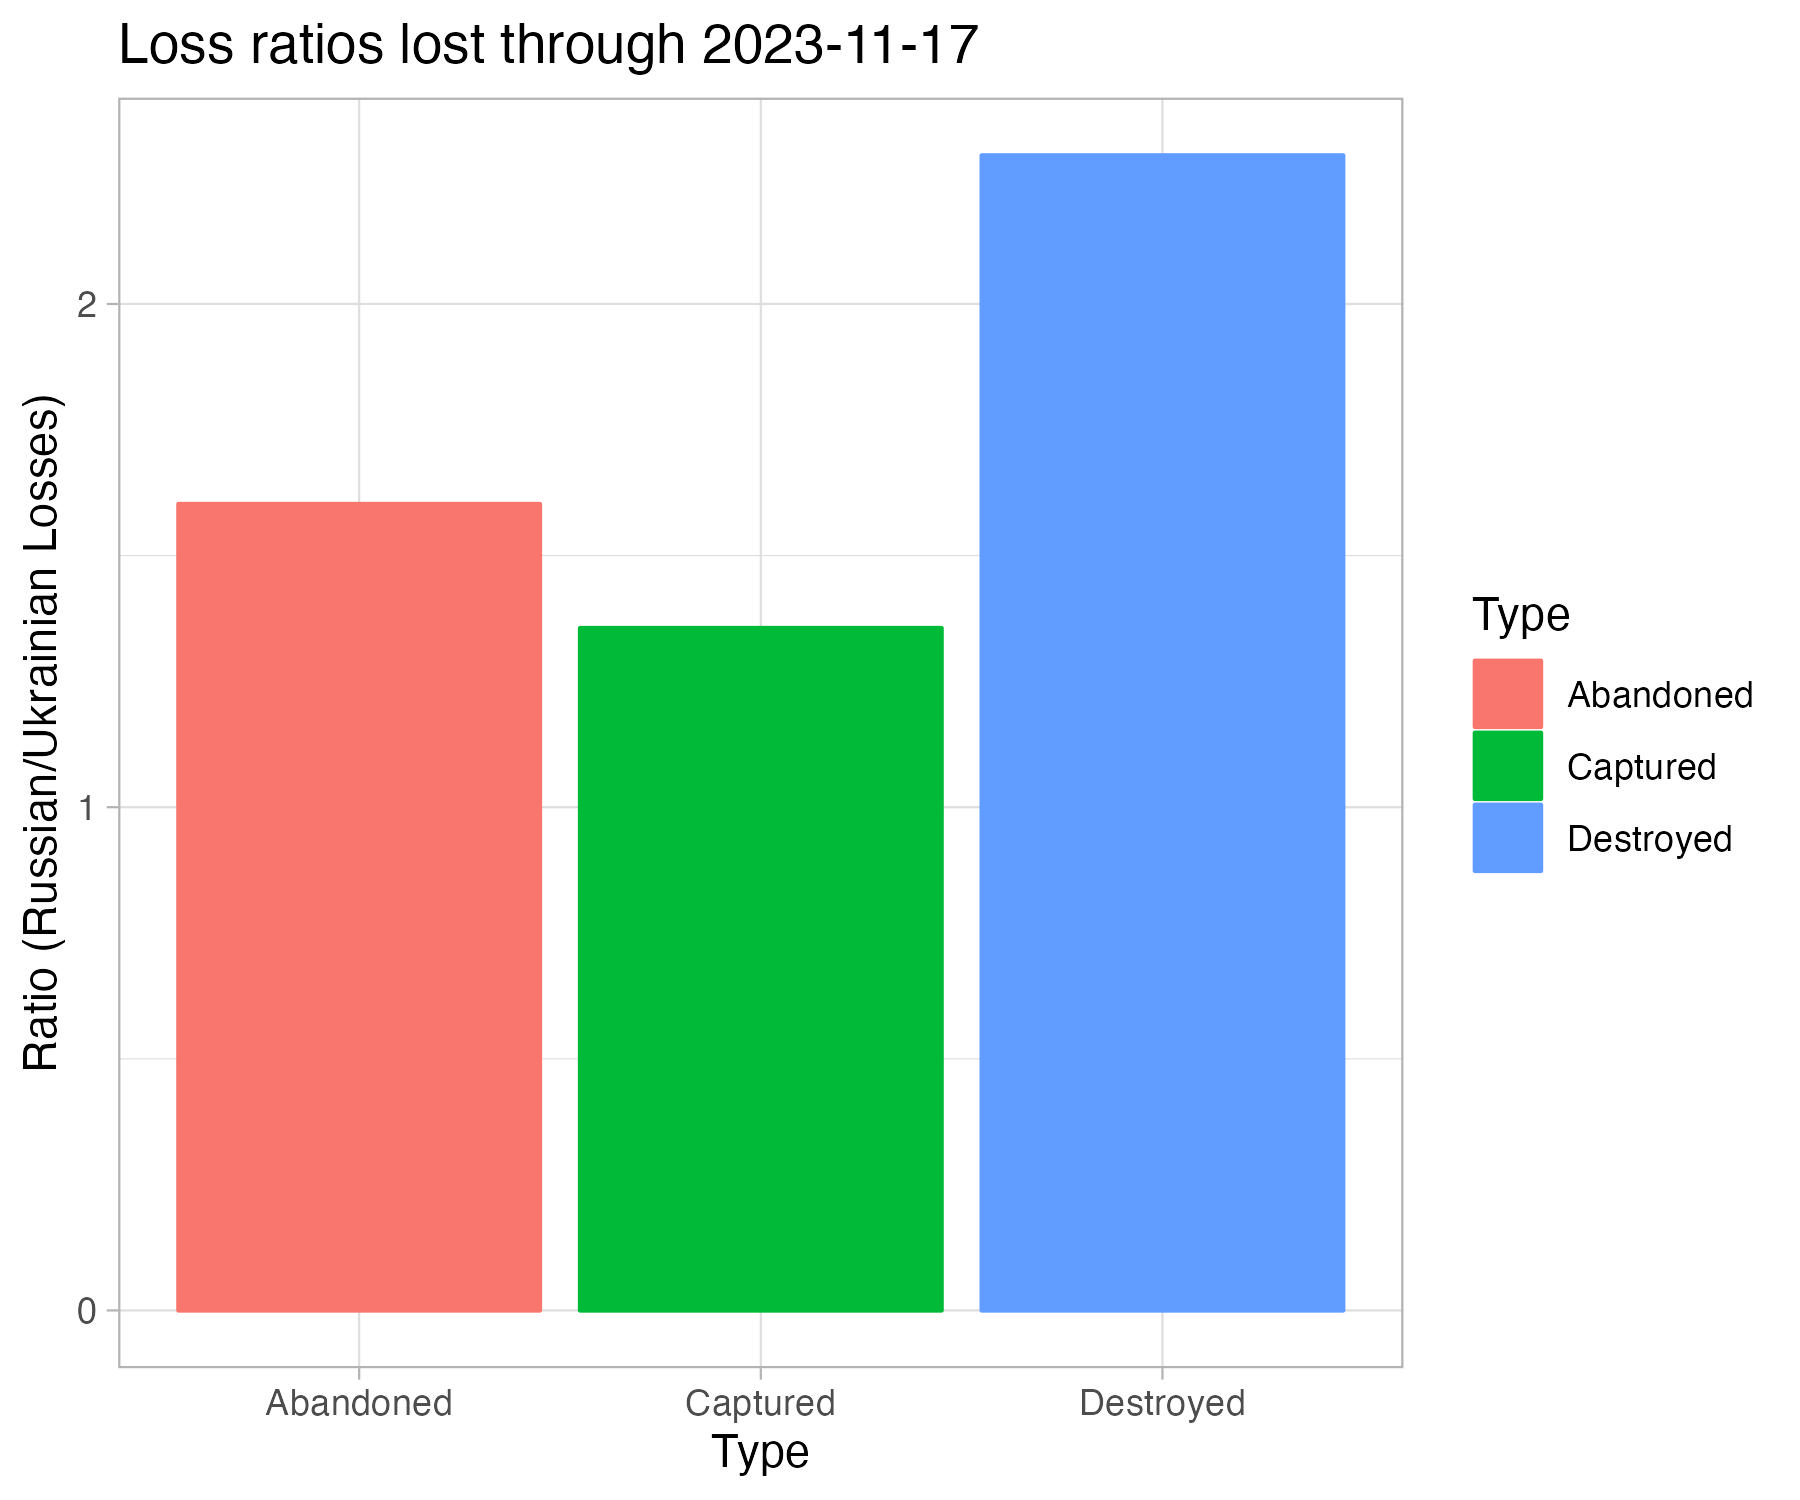 Loss ratios lost through 2023-11-17
Ratio (Russian/Ukrainian Losses)
2
1
0
Abandoned
Captured
Destroyed
Type
Type
Abandoned
Captured
Destroyed